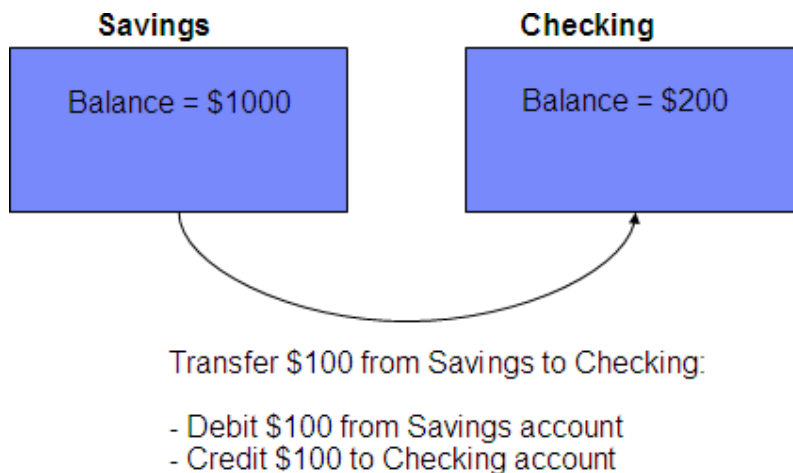 Savings
Checking
Balance = $1000
Balance = $200
Transfer $100 from Savings to Checking:
- Debit $100 from Savings account
- Credit $100 to Checking account